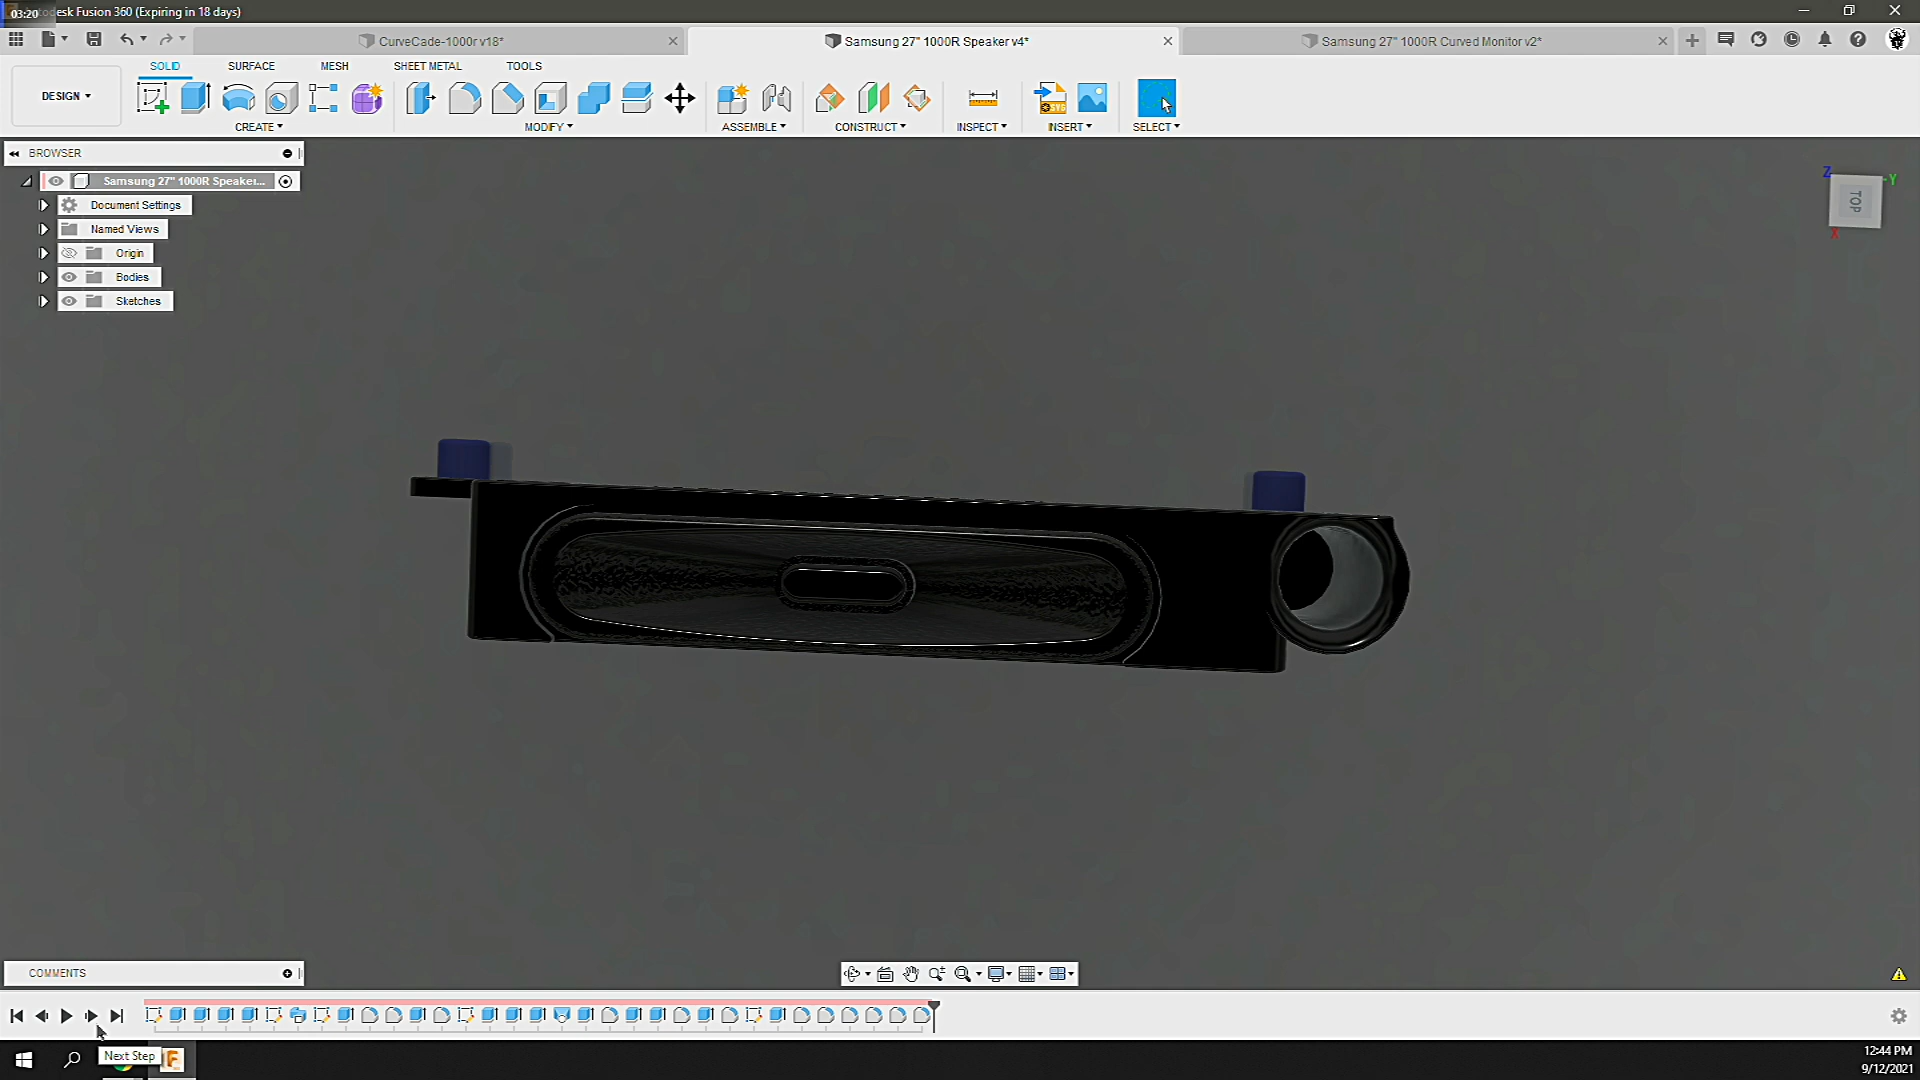 03:20
odesk Fusion 360 (Expiring in 18 days)
CurveCade-1000r v18*
Samsung 27" 1000R Speaker v4*
Samsung 27" 1000R Curved Monitor v2*
SOLID SURFACE MESH SHEET METAL TOOLS
DESIGN
CREATE MODIFY ASSEMBLE CONSTRUCT INSPECT INSERT SELECT
SVG
BROWSER
Samsung 27" 1000R Speaker...
Document Settings
Named Views
Origin
Bodies
Sketches
Z
-Y
TOP
X
COMMENTS
Next Step
F
12:44 PM
9/12/2021